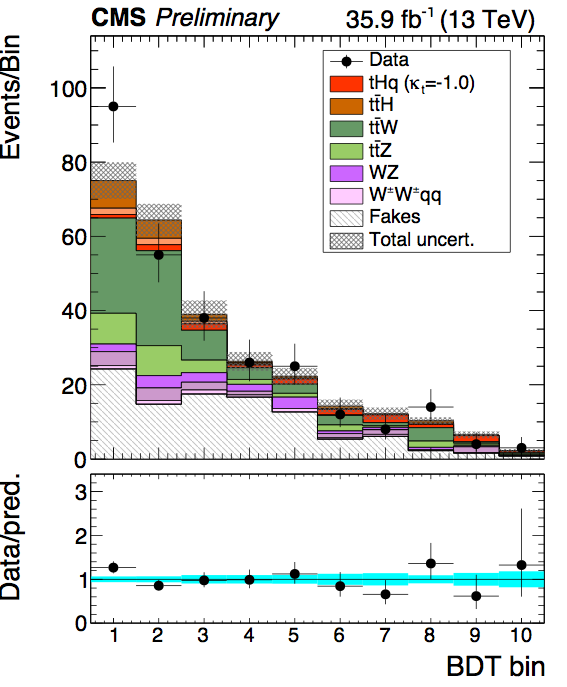 CMS Preliminary 35.9 fb⁻¹ (13 TeV)
Events/Bin
100
80
60
40
20
0
Data
tHq (κₜ=-1.0)
tt̄H
tt̄W
tt̄Z
WZ
W±W±qq
Fakes
Total uncert.
Data/pred.
3
2
1
0
1 2 3 4 5 6 7 8 9 10
BDT bin